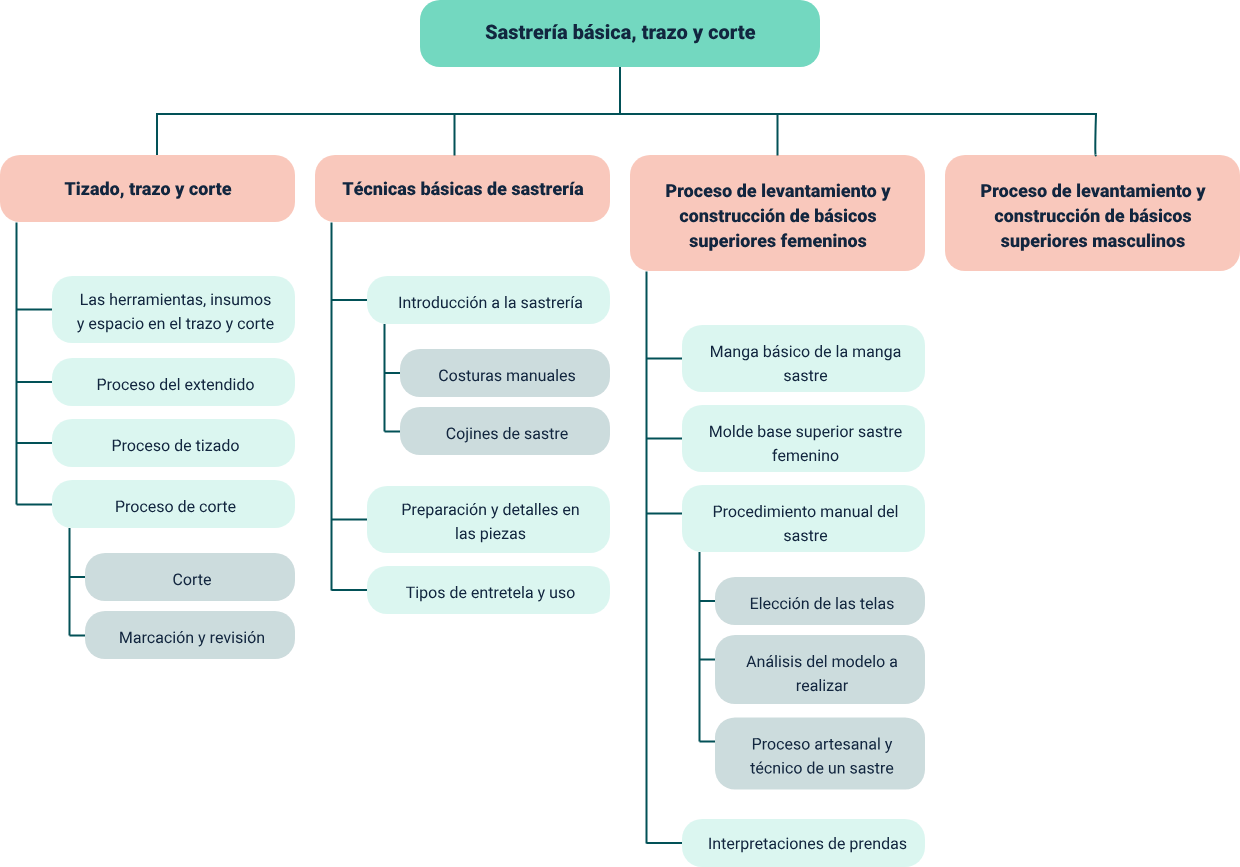 Sastrería básica, trazo y corte
Tizado, trazo y corte
Las herramientas, insumos
y espacio en el trazo y corte
Proceso del extendido
Proceso de tizado
Proceso de corte
Corte
Marcación y revisión
Técnicas básicas de sastrería
Introducción a la sastrería
Costuras manuales
Cojines de sastre
Preparación y detalles en
las piezas
Tipos de entretela y uso
Proceso de levantamiento y
construcción de básicos
superiores femeninos
Manga básico de la manga
sastre
Molde base superior sastre
femenino
Procedimiento manual del
sastre
Elección de las telas
Análisis del modelo a
realizar
Proceso artesanal y
técnico de un sastre
Interpretaciones de prendas
Proceso de levantamiento y
construcción de básicos
superiores masculinos